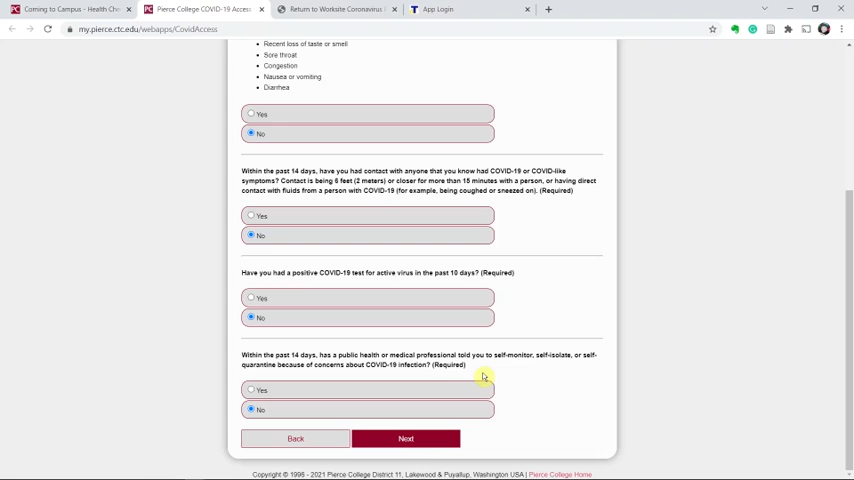 Coming to Campus - Health Che
Pierce College COVID-19 Access
Return to Worksite Coronavirus
App Login
my.pierce.ctc.edu/webapps/CovidAccess
Recent loss of taste or smell
Sore throat
Congestion
Nausea or vomiting
Diarrhea
Yes
No
Within the past 14 days, have you had contact with anyone that you know had COVID-19 or COVID-like
symptoms? Contact is being 6 feet (2 meters) or closer for more than 15 minutes with a person, or having direct
contact with fluids from a person with COVID-19 (for example, being coughed or sneezed on). (Required)
Yes
No
Have you had a positive COVID-19 test for active virus in the past 10 days? (Required)
Yes
No
Within the past 14 days, has a public health or medical professional told you to self-monitor, self-isolate, or self-
quarantine because of concerns about COVID-19 infection? (Required)
Yes
No
Back
Next
Copyright © 1996 - 2021 Pierce College District 11, Lakewood & Puyallup, Washington USA | Pierce College Home